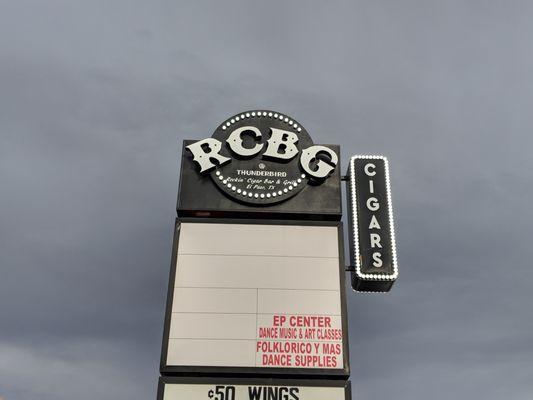 RCBG
@
THUNDERBIRD
Rockin' Cigar Bar & Grill
El Paso, TX
CIGARS
EP CENTER
DANCE MUSIC & ART CLASSES
FOLKLORICO Y MAS
DANCE SUPPLIES
¢50 WINGS